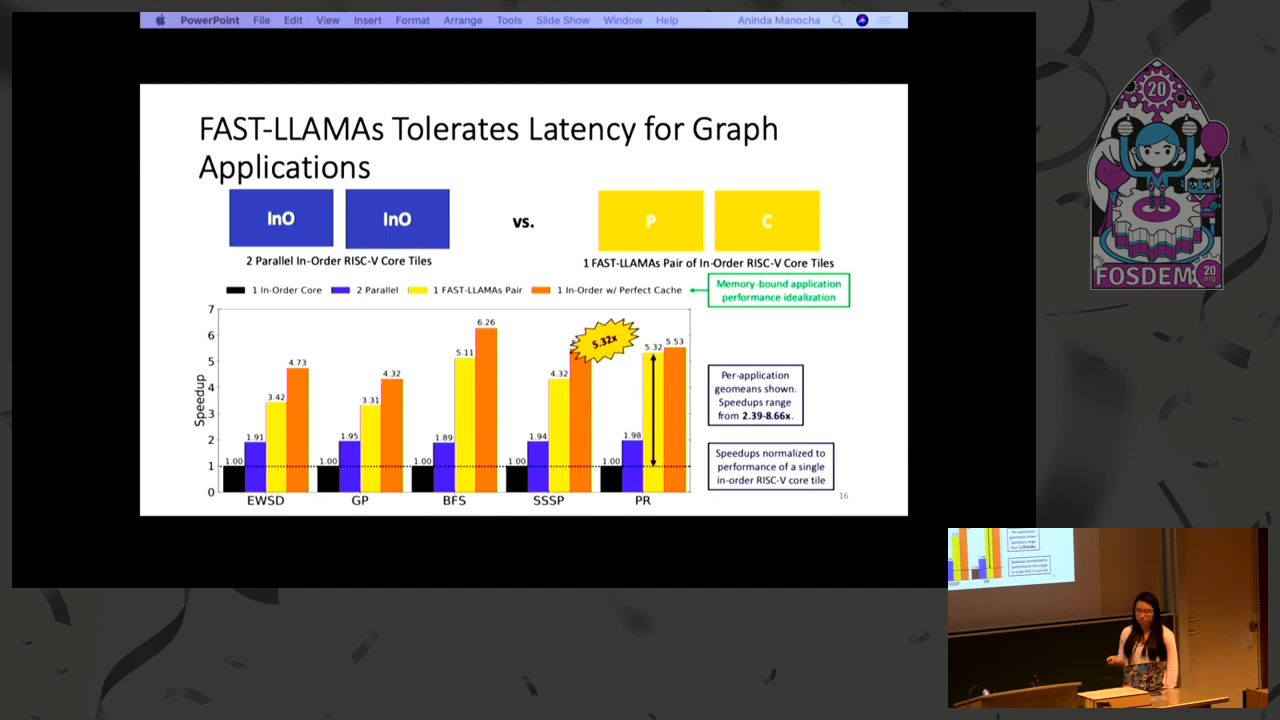 PowerPoint File Edit View Insert Format Arrange Tools Slide Show Window Help Aninda Manocha
FAST-LLAMAs Tolerates Latency for Graph
Applications
InO InO vs. P C
2 Parallel In-Order RISC-V Core Tiles
1 FAST-LLAMAs Pair of In-Order RISC-V Core Tiles
1 In-Order Core 2 Parallel 1 FAST-LLAMAs Pair 1 In-Order w/ Perfect Cache
Memory-bound application
performance idealization
Speedup
7
6
5
4
3
2
1
0
1.00 1.91 3.42 4.73
1.00 1.95 3.31 4.32
1.00 1.89 5.11 6.26
1.00 1.94 4.32
5.32x
1.00 1.98 5.32 5.53
EWSD GP BFS SSSP PR
Per-application
geomeans shown.
Speedups range
from 2.39-8.66x.
Speedups normalized to
performance of a single
in-order RISC-V core tile
16
20
FOSDEM 20
.org